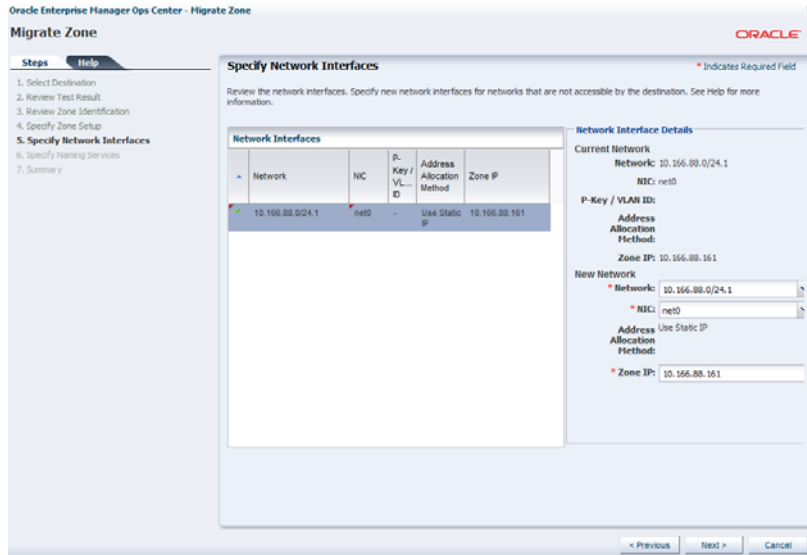 Oracle Enterprise Manager Ops Center - Migrate Zone
Migrate Zone
ORACLE
Steps Help
1. Select Destination
2. Review Test Result
3. Review Zone Identification
4. Specify Zone Setup
5. Specify Network Interfaces
6. Specify Naming Services
7. Summary
Specify Network Interfaces
* Indicates Required Field
Review the network interfaces. Specify new network interfaces for networks that are not accessible by the destination. See Help for more
information.
Network Interfaces
Network NIC P-Key / VL... ID Address Allocation Method Zone IP
10.166.88.0/24.1 net0 - Use Static IP 10.166.88.161
Network Interface Details
Current Network
Network: 10.166.88.0/24.1
NIC: net0
P-Key / VLAN ID:
Address
Allocation
Method:
Zone IP: 10.166.88.161
New Network
* Network: 10.166.88.0/24.1
* NIC: net0
Address Use Static IP
Allocation
Method:
* Zone IP: 10.166.88.161
< Previous Next > Cancel